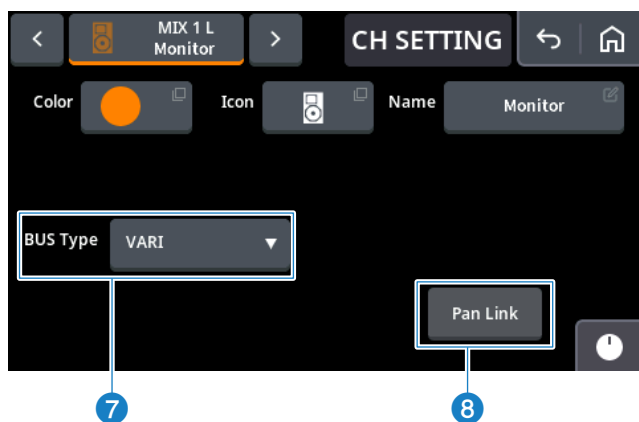 MIX 1 L
Monitor
CH SETTING
Color
Icon
Name
Monitor
BUS Type
VARI
Pan Link
7
8